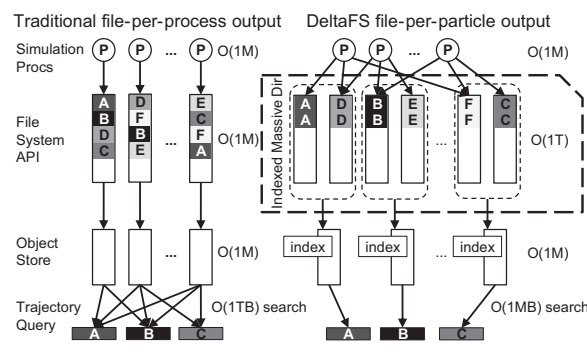 Traditional file-per-process output
DeltaFS file-per-particle output
Simulation Procs
P P ... P O(1M)
P P ... P O(1M)
File System API
A B D C
D F B E
...
E C F A
O(1M)
Indexed Massive Dir
A A
D D
B B
E E
...
F F
C C
O(1T)
Object Store
... O(1M)
index index ... index O(1M)
Trajectory Query
O(1TB) search
A B C
O(1MB) search
A B C